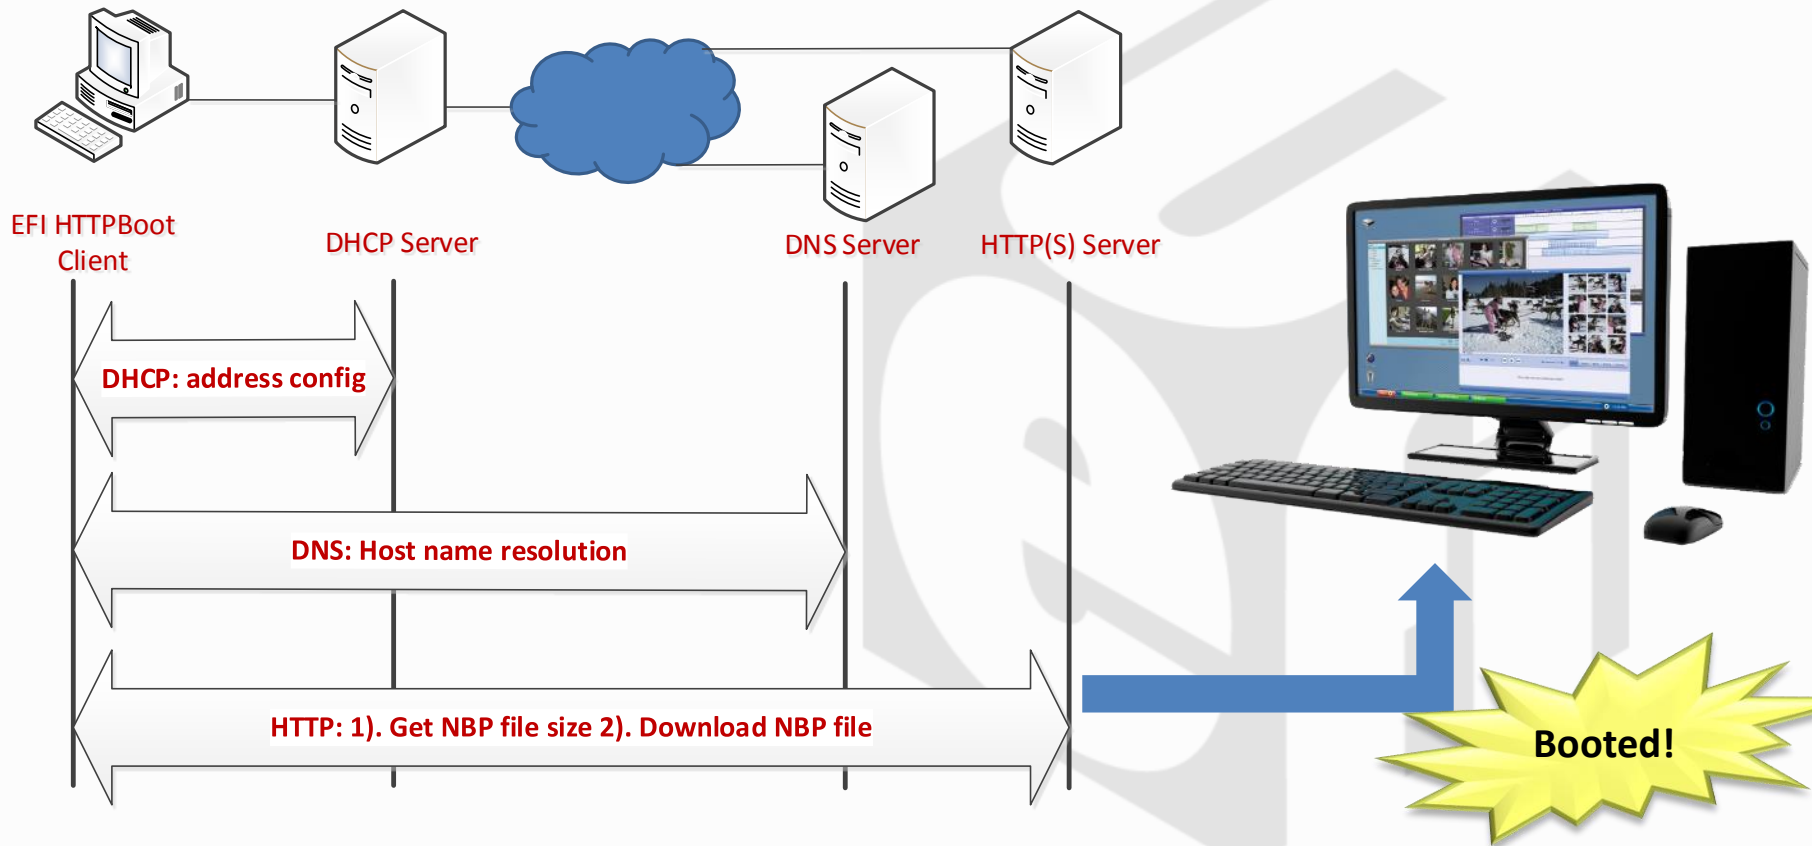 EFI HTTPBoot
Client
DHCP Server
DNS Server
HTTP(S) Server
DHCP: address config
DNS: Host name resolution
HTTP: 1). Get NBP file size 2). Download NBP file
Booted!